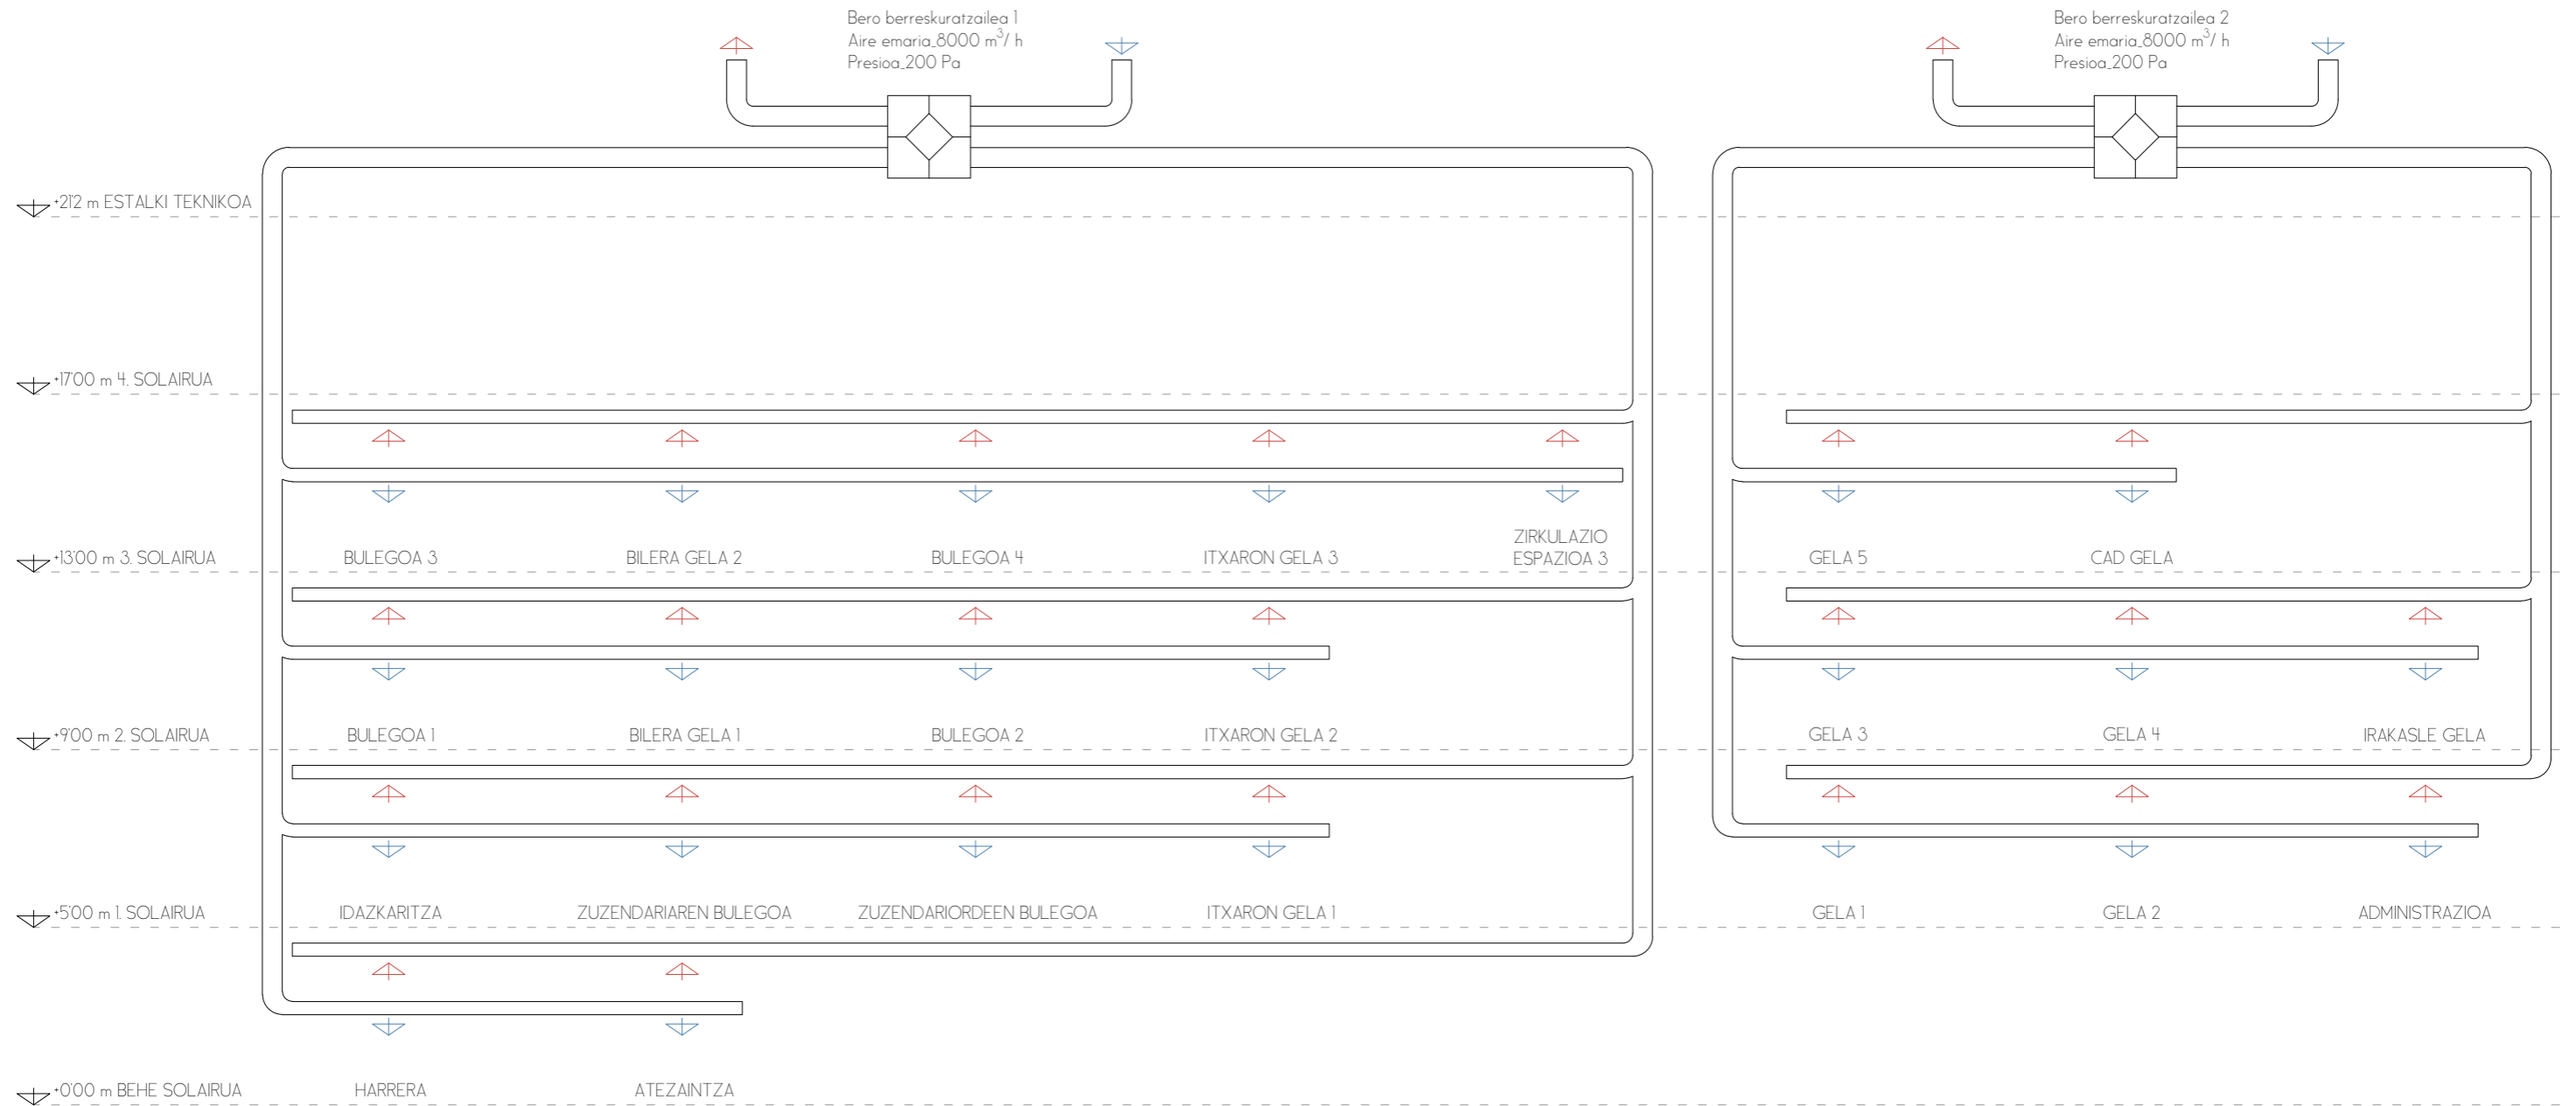 Bero berreskuratzailea 1
Aire emaria_8000 m³/ h
Presioa_200 Pa
Bero berreskuratzailea 2
Aire emaria_8000 m³/ h
Presioa_200 Pa
+21'2 m ESTALKI TEKNIKOA
+17'00 m 4. SOLAIRUA
+13'00 m 3. SOLAIRUA
BULEGOA 3
BILERA GELA 2
BULEGOA 4
ITXARON GELA 3
ZIRKULAZIO
ESPAZIOA 3
GELA 5
CAD GELA
+9'00 m 2. SOLAIRUA
BULEGOA 1
BILERA GELA 1
BULEGOA 2
ITXARON GELA 2
GELA 3
GELA 4
IRAKASLE GELA
+5'00 m 1. SOLAIRUA
IDAZKARITZA
ZUZENDARIAREN BULEGOA
ZUZENDARIORDEEN BULEGOA
ITXARON GELA 1
GELA 1
GELA 2
ADMINISTRAZIOA
+0'00 m BEHE SOLAIRUA
HARRERA
ATEZAINTZA